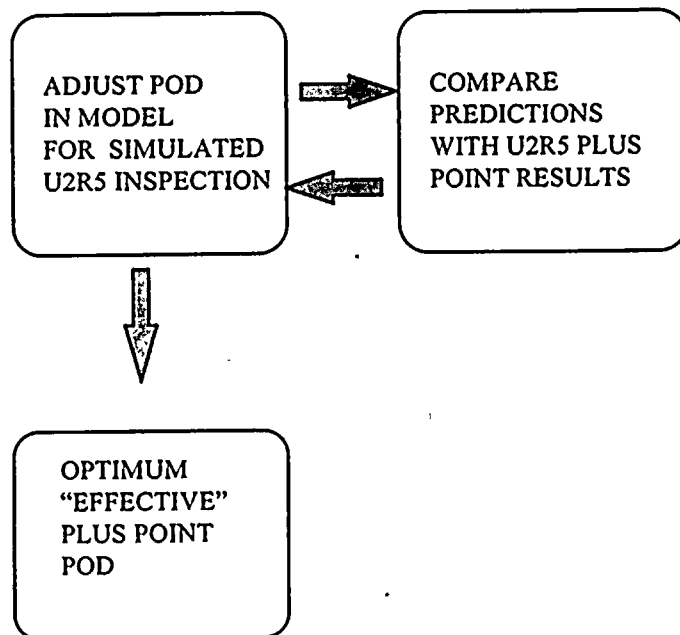 ADJUST POD
IN MODEL
FOR SIMULATED
U2R5 INSPECTION
COMPARE
PREDICTIONS
WITH U2R5 PLUS
POINT RESULTS
OPTIMUM
“EFFECTIVE”
PLUS POINT
POD